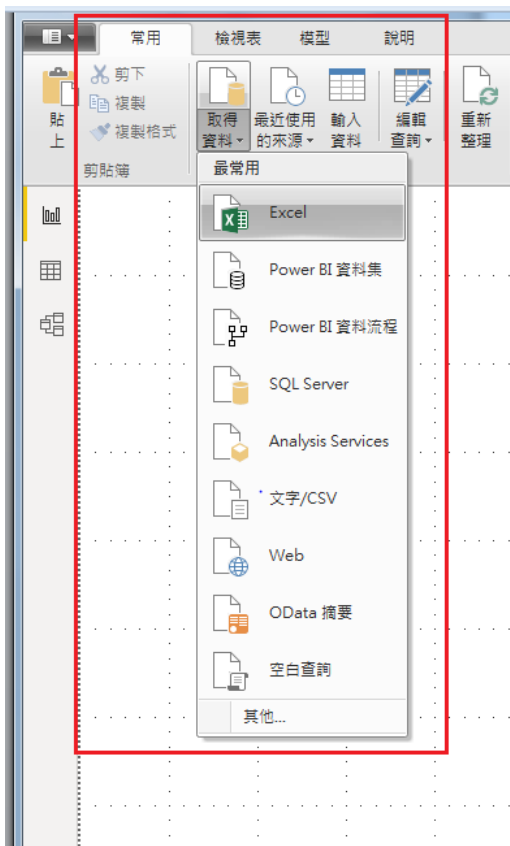 常用 檢視表 模型 說明
剪下
複製
複製格式
貼上
剪貼簿
取得資料
最近使用的來源
輸入資料
編輯查詢
重新整理
最常用
Excel
Power BI 資料集
Power BI 資料流程
SQL Server
Analysis Services
文字/CSV
Web
OData 摘要
空白查詢
其他...